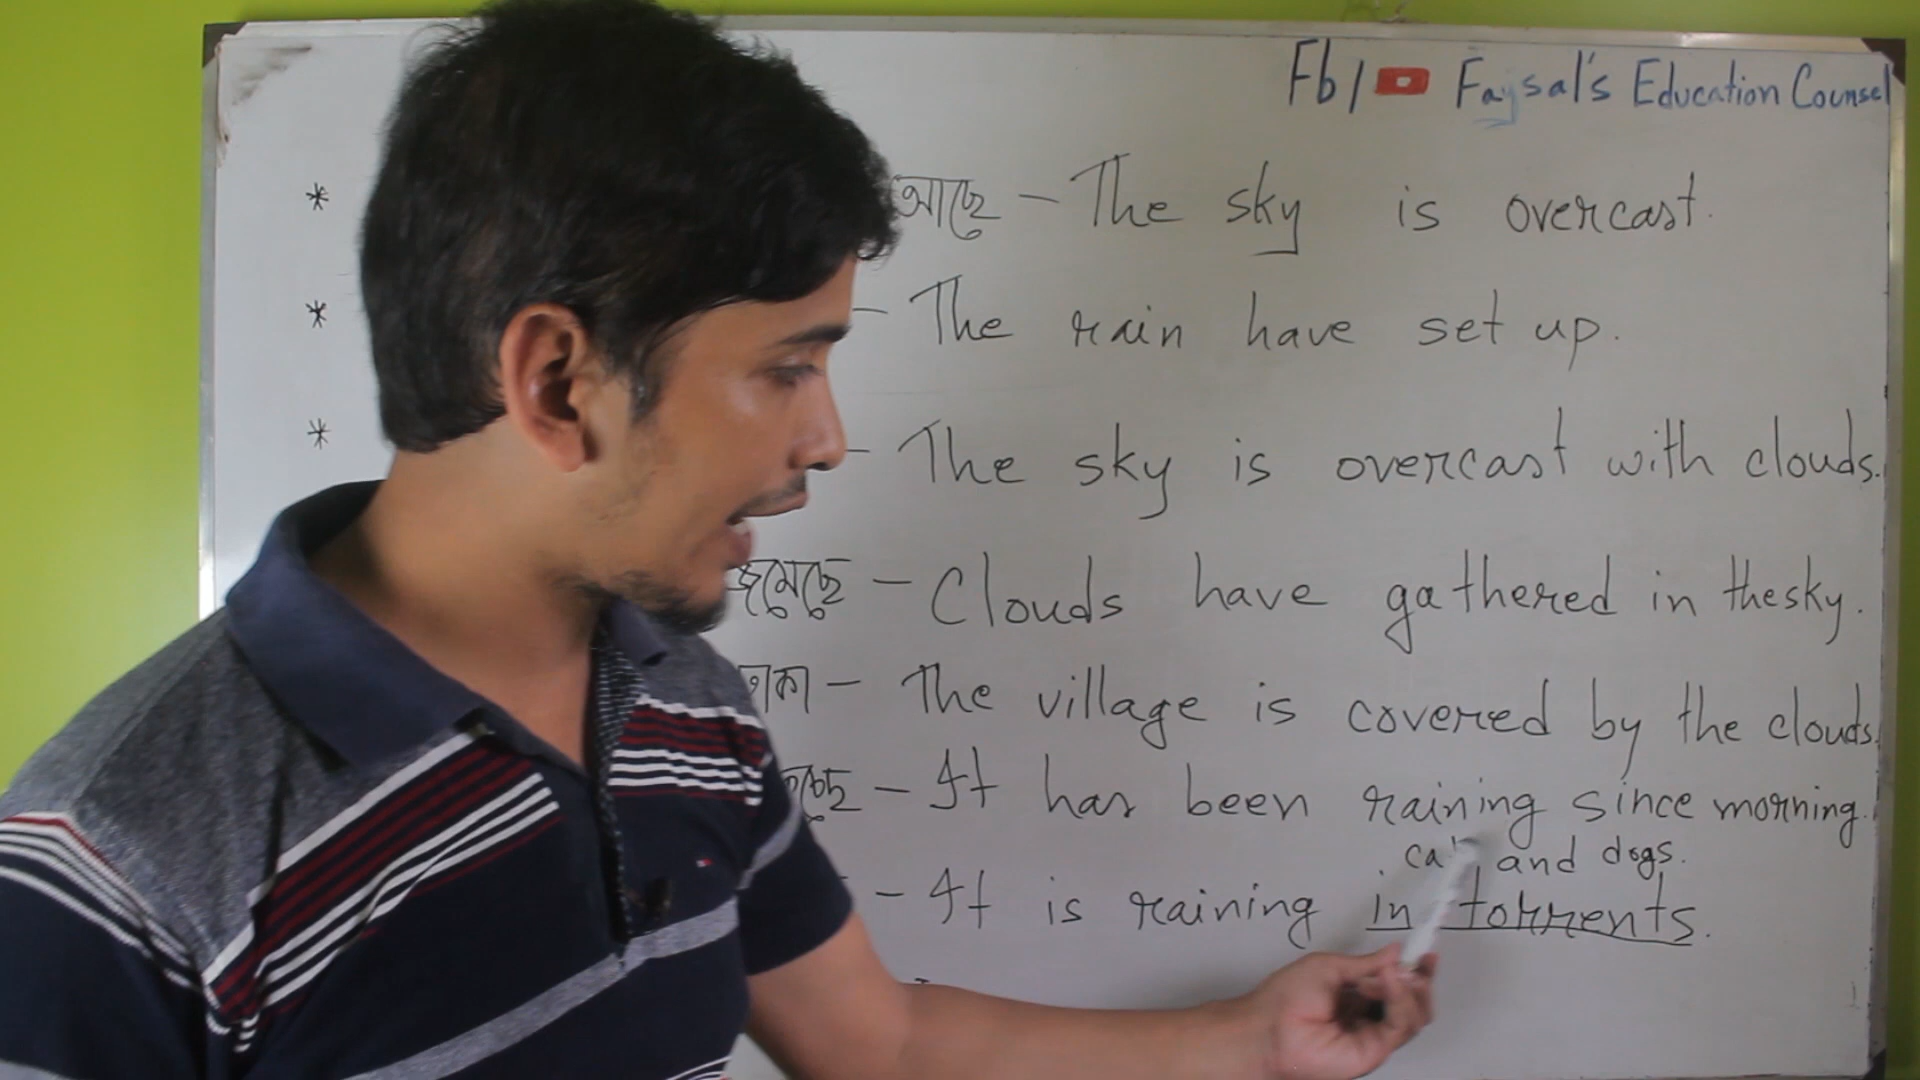 Fb / Faysal's Education Counsel
* আছে - The sky is overcast.
* - The rain have set up.
* - The sky is overcast with clouds.
জমেছে - Clouds have gathered in the sky.
- The village is covered by the clouds.
- It has been raining since morning.
and dogs.
- It is raining in torrents.